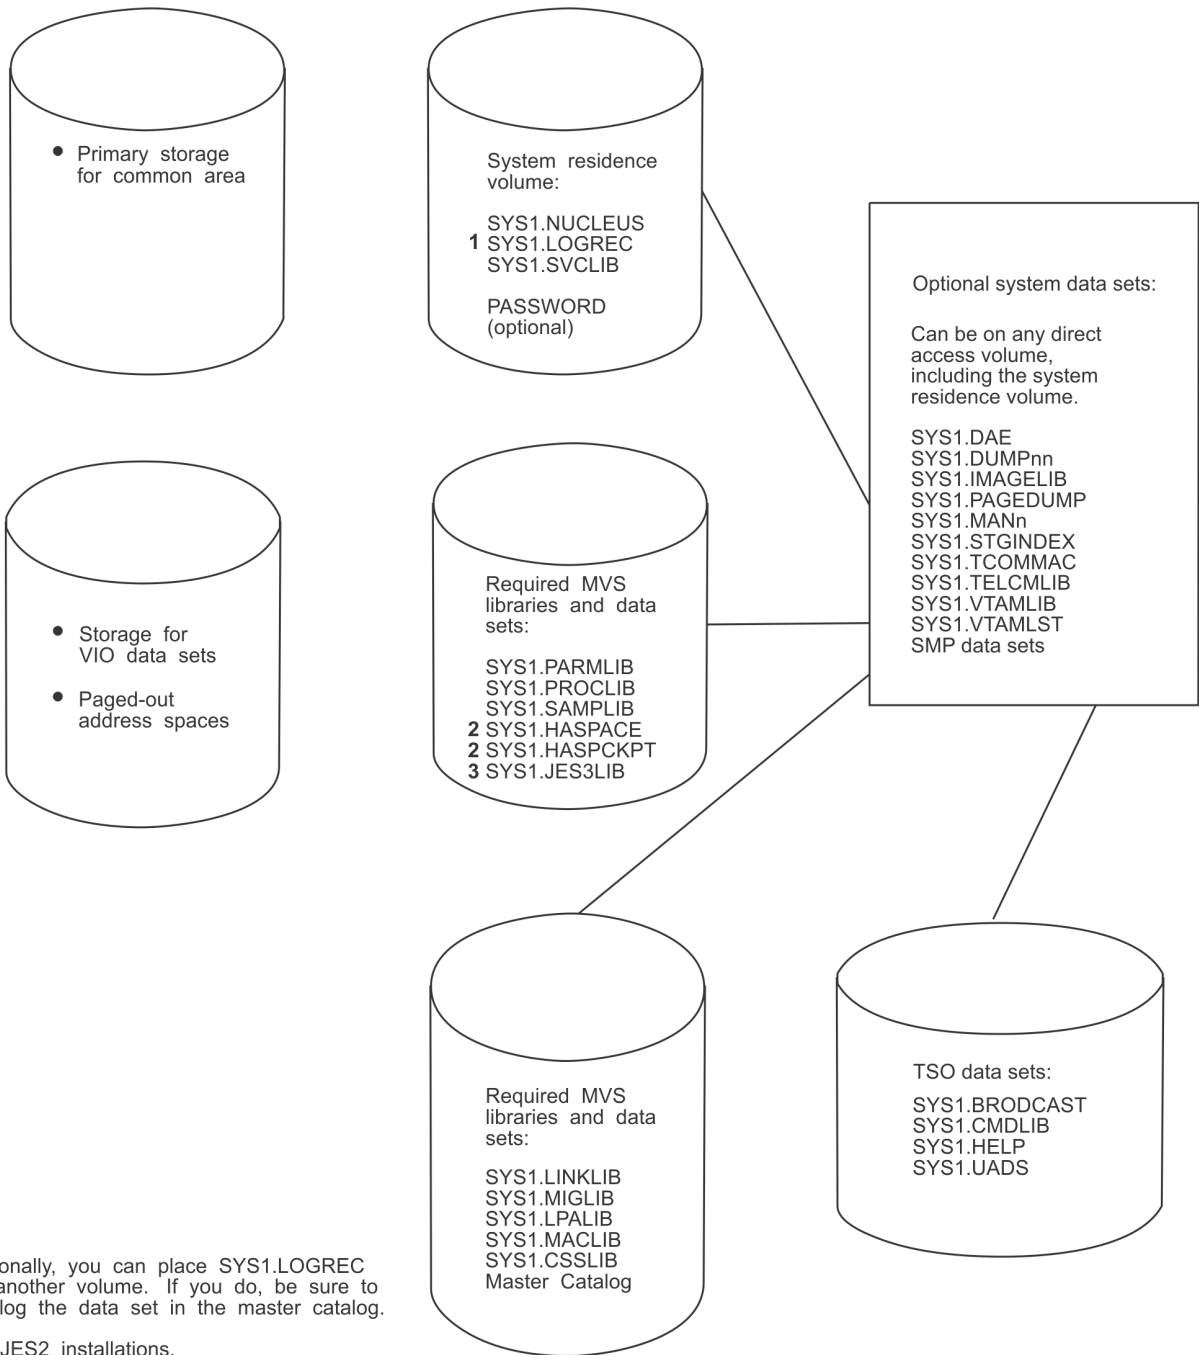 • Primary storage
for common area
System residence
volume:
SYS1.NUCLEUS
1 SYS1.LOGREC
SYS1.SVCLIB
PASSWORD
(optional)
Optional system data sets:
Can be on any direct
access volume,
including the system
residence volume.
SYS1.DAE
SYS1.DUMPnn
SYS1.IMAGELIB
SYS1.PAGEDUMP
SYS1.MANn
SYS1.STGINDEX
SYS1.TCOMMAC
SYS1.TELCMLIB
SYS1.VTAMLIB
SYS1.VTAMLST
SMP data sets
• Storage for
VIO data sets
• Paged-out
address spaces
Required MVS
libraries and data
sets:
SYS1.PARMLIB
SYS1.PROCLIB
SYS1.SAMPLIB
2 SYS1.HASPACE
2 SYS1.HASPCKPT
3 SYS1.JES3LIB
Required MVS
libraries and data
sets:
SYS1.LINKLIB
SYS1.MIGLIB
SYS1.LPALIB
SYS1.MACLIB
SYS1.CSSLIB
Master Catalog
TSO data sets:
SYS1.BRODCAST
SYS1.CMDLIB
SYS1.HELP
SYS1.UADS
onally, you can place SYS1.LOGREC
another volume. If you do, be sure to
log the data set in the master catalog.
JES2 installations.